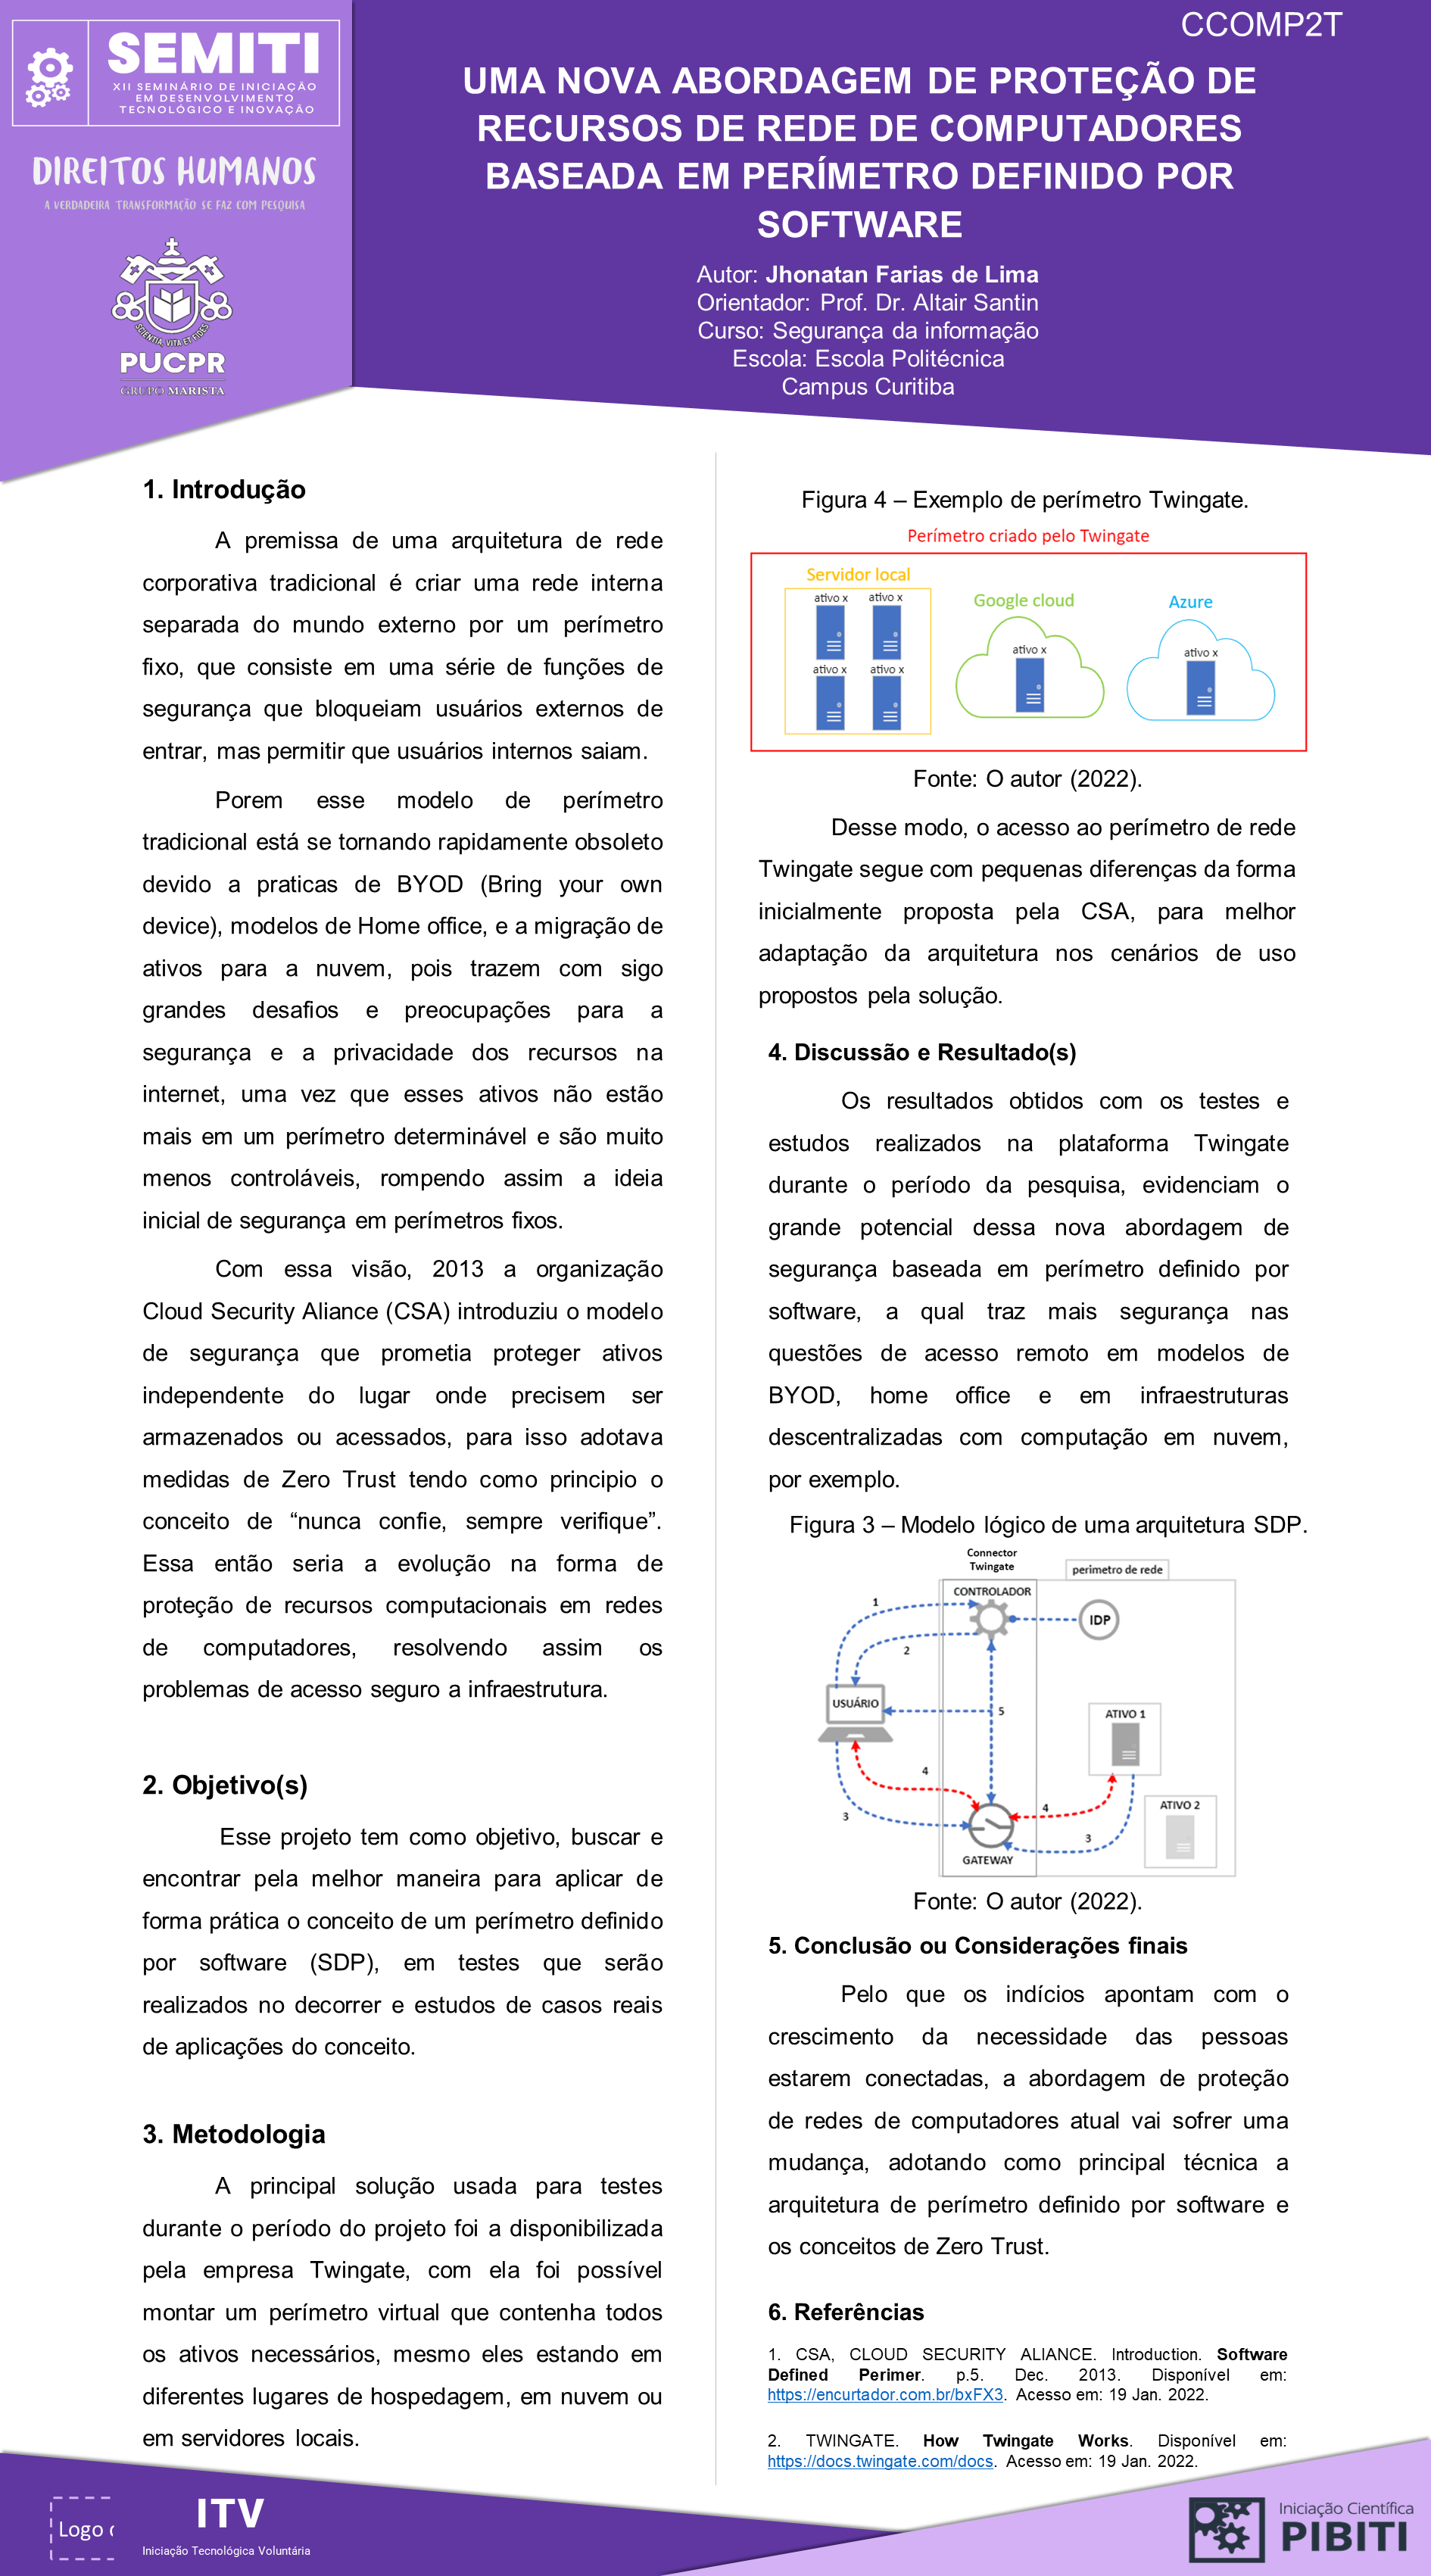 CCOMP2T
SEMITI
XII SEMINÁRIO DE INICIAÇÃO
EM DESENVOLVIMENTO
TECNOLÓGICO E INOVAÇÃO
DIREITOS HUMANOS
A VERDADEIRA TRANSFORMAÇÃO SE FAZ COM PESQUISA
SCIENTIA, VITA ET FIDES
PUCPR
GRUPO MARISTA
UMA NOVA ABORDAGEM DE PROTEÇÃO DE
RECURSOS DE REDE DE COMPUTADORES
BASEADA EM PERÍMETRO DEFINIDO POR
SOFTWARE
Autor: Jhonatan Farias de Lima
Orientador: Prof. Dr. Altair Santin
Curso: Segurança da informação
Escola: Escola Politécnica
Campus Curitiba
1. Introdução
A premissa de uma arquitetura de rede
corporativa tradicional é criar uma rede interna
separada do mundo externo por um perímetro
fixo, que consiste em uma série de funções de
segurança que bloqueiam usuários externos de
entrar, mas permitir que usuários internos saiam.
Porem esse modelo de perímetro
tradicional está se tornando rapidamente obsoleto
devido a praticas de BYOD (Bring your own
device), modelos de Home office, e a migração de
ativos para a nuvem, pois trazem com sigo
grandes desafios e preocupações para a
segurança e a privacidade dos recursos na
internet, uma vez que esses ativos não estão
mais em um perímetro determinável e são muito
menos controláveis, rompendo assim a ideia
inicial de segurança em perímetros fixos.
Com essa visão, 2013 a organização
Cloud Security Aliance (CSA) introduziu o modelo
de segurança que prometia proteger ativos
independente do lugar onde precisem ser
armazenados ou acessados, para isso adotava
medidas de Zero Trust tendo como principio o
conceito de “nunca confie, sempre verifique”.
Essa então seria a evolução na forma de
proteção de recursos computacionais em redes
de computadores, resolvendo assim os
problemas de acesso seguro a infraestrutura.
2. Objetivo(s)
Esse projeto tem como objetivo, buscar e
encontrar pela melhor maneira para aplicar de
forma prática o conceito de um perímetro definido
por software (SDP), em testes que serão
realizados no decorrer e estudos de casos reais
de aplicações do conceito.
3. Metodologia
A principal solução usada para testes
durante o período do projeto foi a disponibilizada
pela empresa Twingate, com ela foi possível
montar um perímetro virtual que contenha todos
os ativos necessários, mesmo eles estando em
diferentes lugares de hospedagem, em nuvem ou
em servidores locais.
Figura 4 – Exemplo de perímetro Twingate.
Perímetro criado pelo Twingate
Servidor local
ativo x
ativo x
ativo x
ativo x
Google cloud
ativo x
Azure
ativo x
Fonte: O autor (2022).
Desse modo, o acesso ao perímetro de rede
Twingate segue com pequenas diferenças da forma
inicialmente proposta pela CSA, para melhor
adaptação da arquitetura nos cenários de uso
propostos pela solução.
4. Discussão e Resultado(s)
Os resultados obtidos com os testes e
estudos realizados na plataforma Twingate
durante o período da pesquisa, evidenciam o
grande potencial dessa nova abordagem de
segurança baseada em perímetro definido por
software, a qual traz mais segurança nas
questões de acesso remoto em modelos de
BYOD, home office e em infraestruturas
descentralizadas com computação em nuvem,
por exemplo.
Figura 3 – Modelo lógico de uma arquitetura SDP.
Connector
Twingate
perimetro de rede
CONTROLADOR
IDP
1
2
USUÁRIO
5
ATIVO 1
4
4
3
3
ATIVO 2
GATEWAY
Fonte: O autor (2022).
5. Conclusão ou Considerações finais
Pelo que os indícios apontam com o
crescimento da necessidade das pessoas
estarem conectadas, a abordagem de proteção
de redes de computadores atual vai sofrer uma
mudança, adotando como principal técnica a
arquitetura de perímetro definido por software e
os conceitos de Zero Trust.
6. Referências
1. CSA, CLOUD SECURITY ALIANCE. Introduction. Software
Defined Perimer. p.5. Dec. 2013. Disponível em:
https://encurtador.com.br/bxFX3. Acesso em: 19 Jan. 2022.
2. TWINGATE. How Twingate Works. Disponível em:
https://docs.twingate.com/docs. Acesso em: 19 Jan. 2022.
Logo
ITV
Iniciação Tecnológica Voluntária
Iniciação Científica
PIBITI